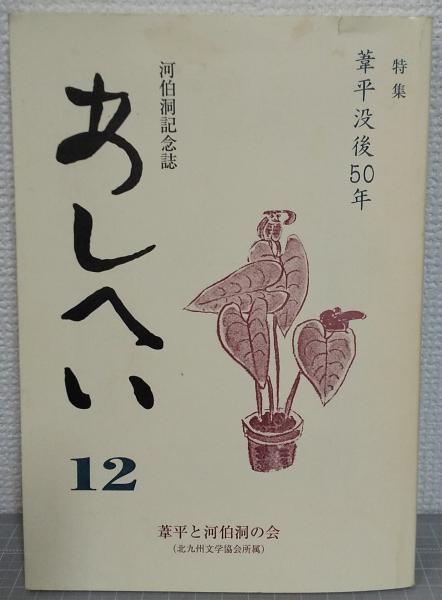 特集
葦平没後50年
河伯洞記念誌
あしへい
12
葦平と河伯洞の会
(北九州文学協会所属)